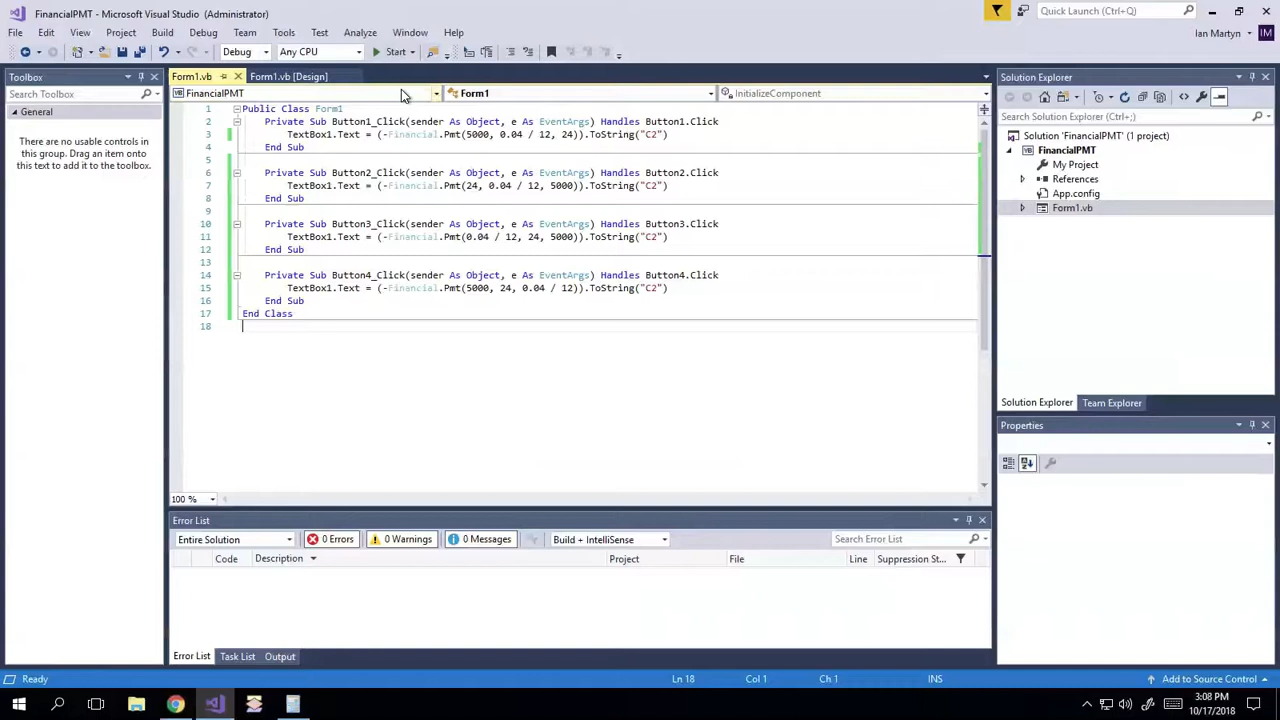 FinancialPMT - Microsoft Visual Studio (Administrator)
Quick Launch (Ctrl+Q)
File Edit View Project Build Debug Team Tools Test Analyze Window Help
Ian Martyn
IM
Debug Any CPU Start
Toolbox
Search Toolbox
General
There are no usable controls in
this group. Drag an item onto
this text to add it to the toolbox.
Form1.vb Form1.vb [Design]
FinancialPMT Form1 InitializeComponent
1 Public Class Form1
2 Private Sub Button1_Click(sender As Object, e As EventArgs) Handles Button1.Click
3 TextBox1.Text = (-Financial.Pmt(5000, 0.04 / 12, 24)).ToString("C2")
4 End Sub
5
6 Private Sub Button2_Click(sender As Object, e As EventArgs) Handles Button2.Click
7 TextBox1.Text = (-Financial.Pmt(24, 0.04 / 12, 5000)).ToString("C2")
8 End Sub
9
10 Private Sub Button3_Click(sender As Object, e As EventArgs) Handles Button3.Click
11 TextBox1.Text = (-Financial.Pmt(0.04 / 12, 24, 5000)).ToString("C2")
12 End Sub
13
14 Private Sub Button4_Click(sender As Object, e As EventArgs) Handles Button4.Click
15 TextBox1.Text = (-Financial.Pmt(5000, 24, 0.04 / 12)).ToString("C2")
16 End Sub
17 End Class
18
100 %
Solution Explorer
Search Solution Explorer (Ctrl+;)
Solution 'FinancialPMT' (1 project)
FinancialPMT
My Project
References
App.config
Form1.vb
Solution Explorer Team Explorer
Properties
Error List
Entire Solution 0 Errors 0 Warnings 0 Messages Build + IntelliSense Search Error List
Code Description Project File Line Suppression St...
Error List Task List Output
Ready Ln 18 Col 1 Ch 1 INS Add to Source Control
3:08 PM
10/17/2018